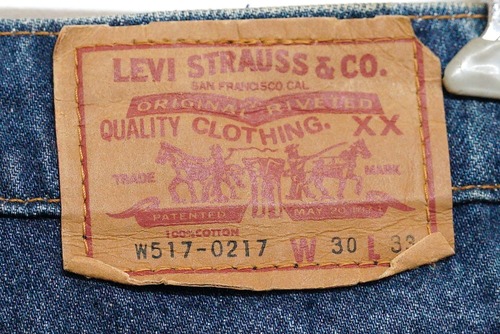 LEVI STRAUSS & CO.
SAN FRANCISCO CAL.
ORIGINAL RIVETED
QUALITY CLOTHING. XX
TRADE MARK
PATENTED MAY 20
100% COTTON
W517-0217 W 30 L 33